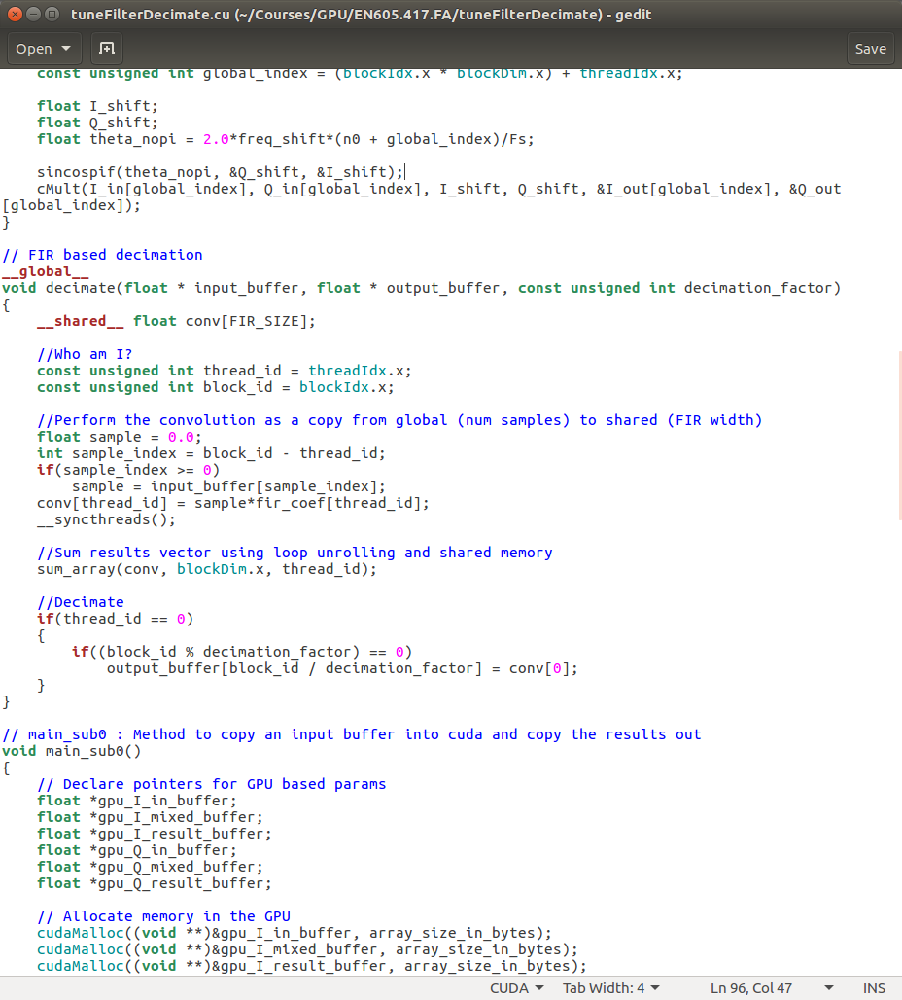 tuneFilterDecimate.cu (~/Courses/GPU/EN605.417.FA/tuneFilterDecimate) - gedit
Open
Save
    const unsigned int global_index = (blockIdx.x * blockDim.x) + threadIdx.x;

    float I_shift;
    float Q_shift;
    float theta_nopi = 2.0*freq_shift*(n0 + global_index)/Fs;

    sincospif(theta_nopi, &Q_shift, &I_shift);
    cMult(I_in[global_index], Q_in[global_index], I_shift, Q_shift, &I_out[global_index], &Q_out
[global_index]);
}

// FIR based decimation
__global__
void decimate(float * input_buffer, float * output_buffer, const unsigned int decimation_factor)
{
    __shared__ float conv[FIR_SIZE];

    //Who am I?
    const unsigned int thread_id = threadIdx.x;
    const unsigned int block_id = blockIdx.x;

    //Perform the convolution as a copy from global (num samples) to shared (FIR width)
    float sample = 0.0;
    int sample_index = block_id - thread_id;
    if(sample_index >= 0)
        sample = input_buffer[sample_index];
    conv[thread_id] = sample*fir_coef[thread_id];
    __syncthreads();

    //Sum results vector using loop unrolling and shared memory
    sum_array(conv, blockDim.x, thread_id);

    //Decimate
    if(thread_id == 0)
    {
        if((block_id % decimation_factor) == 0)
            output_buffer[block_id / decimation_factor] = conv[0];
    }
}

// main_sub0 : Method to copy an input buffer into cuda and copy the results out
void main_sub0()
{
    // Declare pointers for GPU based params
    float *gpu_I_in_buffer;
    float *gpu_I_mixed_buffer;
    float *gpu_I_result_buffer;
    float *gpu_Q_in_buffer;
    float *gpu_Q_mixed_buffer;
    float *gpu_Q_result_buffer;

    // Allocate memory in the GPU
    cudaMalloc((void **)&gpu_I_in_buffer, array_size_in_bytes);
    cudaMalloc((void **)&gpu_I_mixed_buffer, array_size_in_bytes);
    cudaMalloc((void **)&gpu_I_result_buffer, array_size_in_bytes);
CUDA Tab Width: 4 Ln 96, Col 47 INS